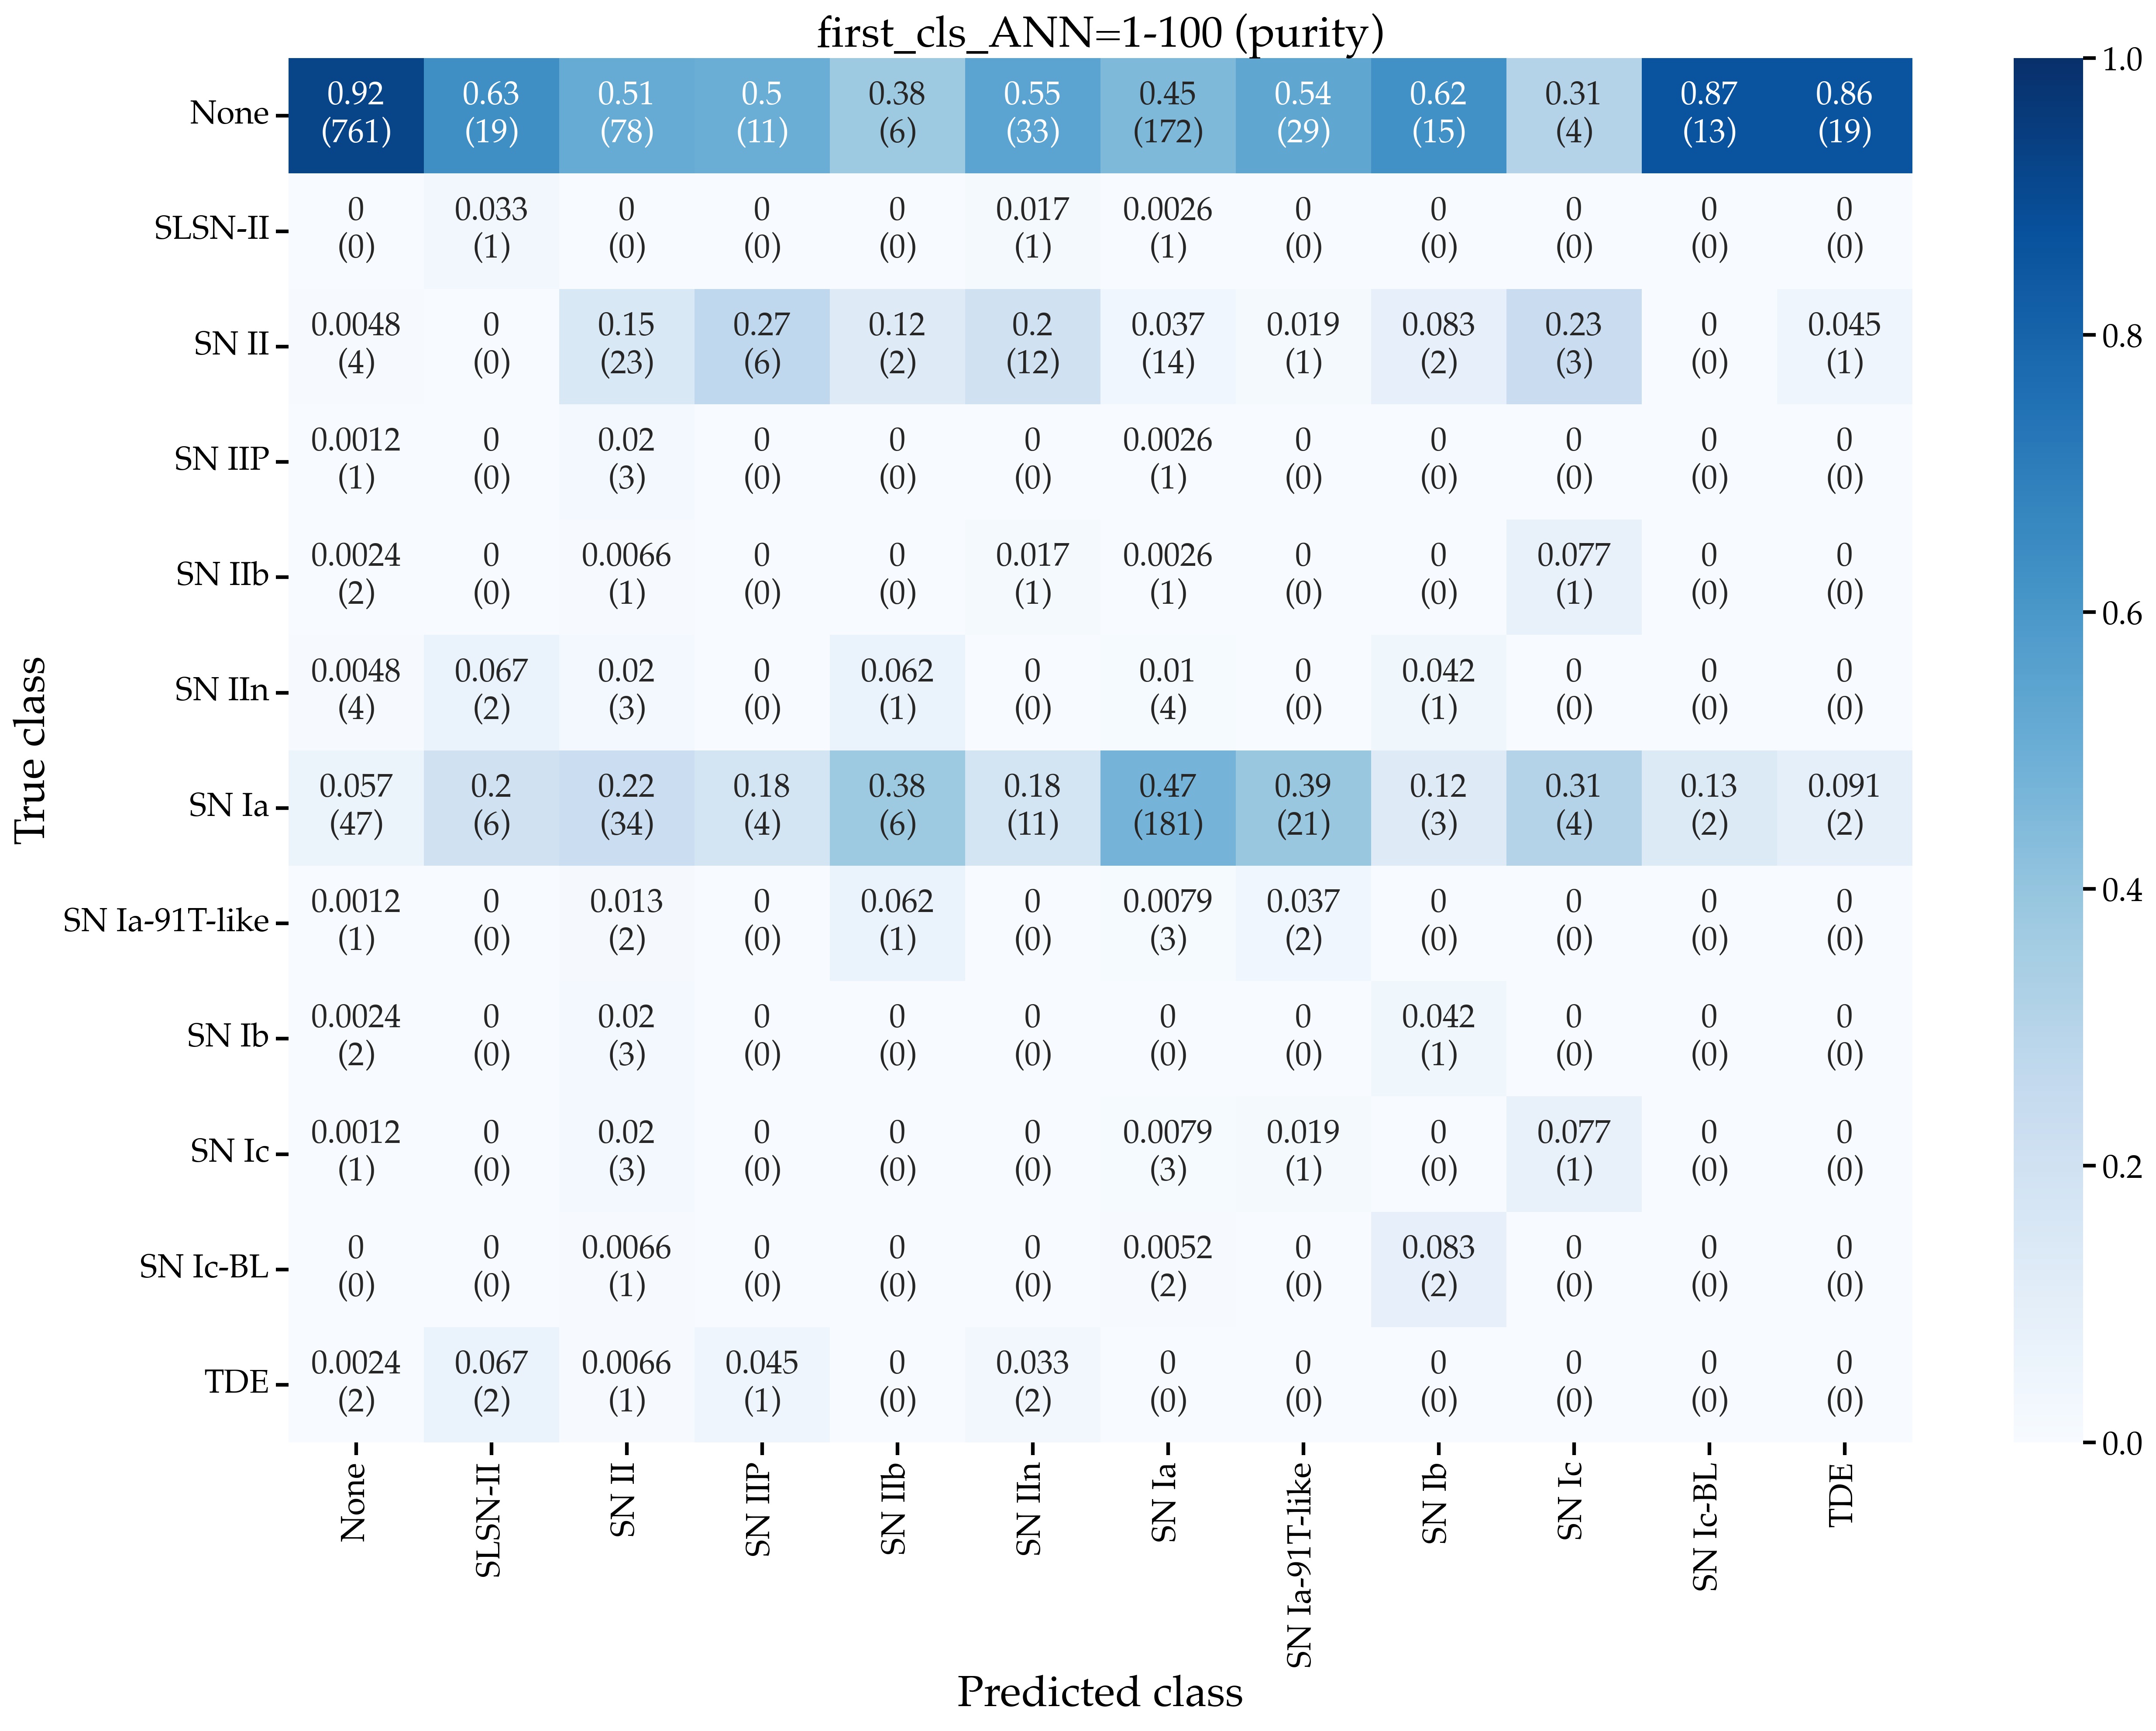 first_cls_ANN=1-100 (purity)
None 0.92 0.63 0.51 0.5 0.38 0.55 0.45 0.54 0.62 0.31 0.87 0.86
(761) (19) (78) (11) (6) (33) (172) (29) (15) (4) (13) (19)
SLSN-II 0 0.033 0 0 0 0.017 0.0026 0 0 0 0 0
(0) (1) (0) (0) (0) (1) (1) (0) (0) (0) (0) (0)
SN II 0.0048 0 0.15 0.27 0.12 0.2 0.037 0.019 0.083 0.23 0 0.045
(4) (0) (23) (6) (2) (12) (14) (1) (2) (3) (0) (1)
SN IIP 0.0012 0 0.02 0 0 0 0.0026 0 0 0 0 0
(1) (0) (3) (0) (0) (0) (1) (0) (0) (0) (0) (0)
SN IIb 0.0024 0 0.0066 0 0 0.017 0.0026 0 0 0.077 0 0
(2) (0) (1) (0) (0) (1) (1) (0) (0) (1) (0) (0)
SN IIn 0.0048 0.067 0.02 0 0.062 0 0.01 0 0.042 0 0 0
(4) (2) (3) (0) (1) (0) (4) (0) (1) (0) (0) (0)
SN Ia 0.057 0.2 0.22 0.18 0.38 0.18 0.47 0.39 0.12 0.31 0.13 0.091
(47) (6) (34) (4) (6) (11) (181) (21) (3) (4) (2) (2)
SN Ia-91T-like 0.0012 0 0.013 0 0.062 0 0.0079 0.037 0 0 0 0
(1) (0) (2) (0) (1) (0) (3) (2) (0) (0) (0) (0)
SN Ib 0.0024 0 0.02 0 0 0 0 0 0.042 0 0 0
(2) (0) (3) (0) (0) (0) (0) (0) (1) (0) (0) (0)
SN Ic 0.0012 0 0.02 0 0 0 0.0079 0.019 0 0.077 0 0
(1) (0) (3) (0) (0) (0) (3) (1) (0) (1) (0) (0)
SN Ic-BL 0 0 0.0066 0 0 0 0.0052 0 0.083 0 0 0
(0) (0) (1) (0) (0) (0) (2) (0) (2) (0) (0) (0)
TDE 0.0024 0.067 0.0066 0.045 0 0.033 0 0 0 0 0 0
(2) (2) (1) (1) (0) (2) (0) (0) (0) (0) (0) (0)
True class
None
SLSN-II
SN II
SN IIP
SN IIb
SN IIn
SN Ia
SN Ia-91T-like
SN Ib
SN Ic
SN Ic-BL
TDE
Predicted class
1.0
0.8
0.6
0.4
0.2
0.0